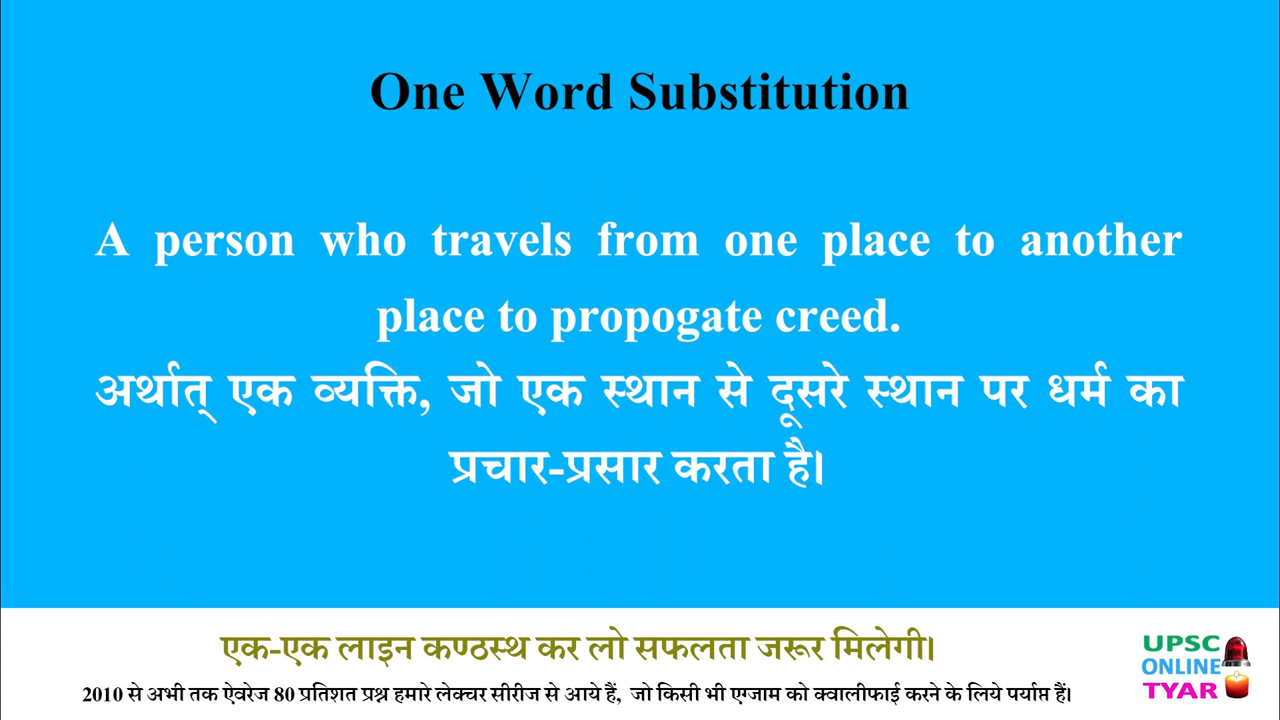 One Word Substitution
A person who travels from one place to another
place to propogate creed.
अर्थात् एक व्यक्ति, जो एक स्थान से दूसरे स्थान पर धर्म का
प्रचार-प्रसार करता है।
एक-एक लाइन कण्ठस्थ कर लो सफलता जरूर मिलेगी।
2010 से अभी तक ऐवरेज 80 प्रतिशत प्रश्न हमारे लेक्चर सीरीज से आये हैं, जो किसी भी एग्जाम को क्वालीफाई करने के लिये पर्याप्त हैं।
UPSC
ONLINE
TYAR